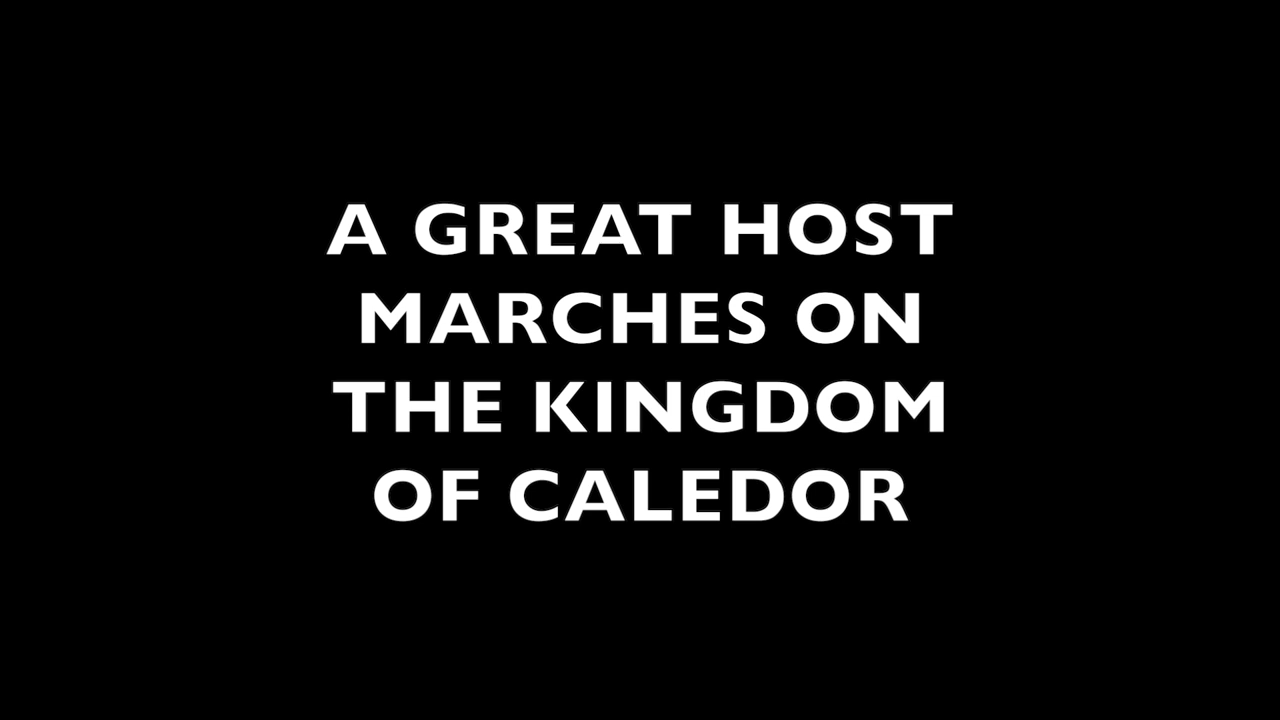 A GREAT HOST
MARCHES ON
THE KINGDOM
OF CALEDOR